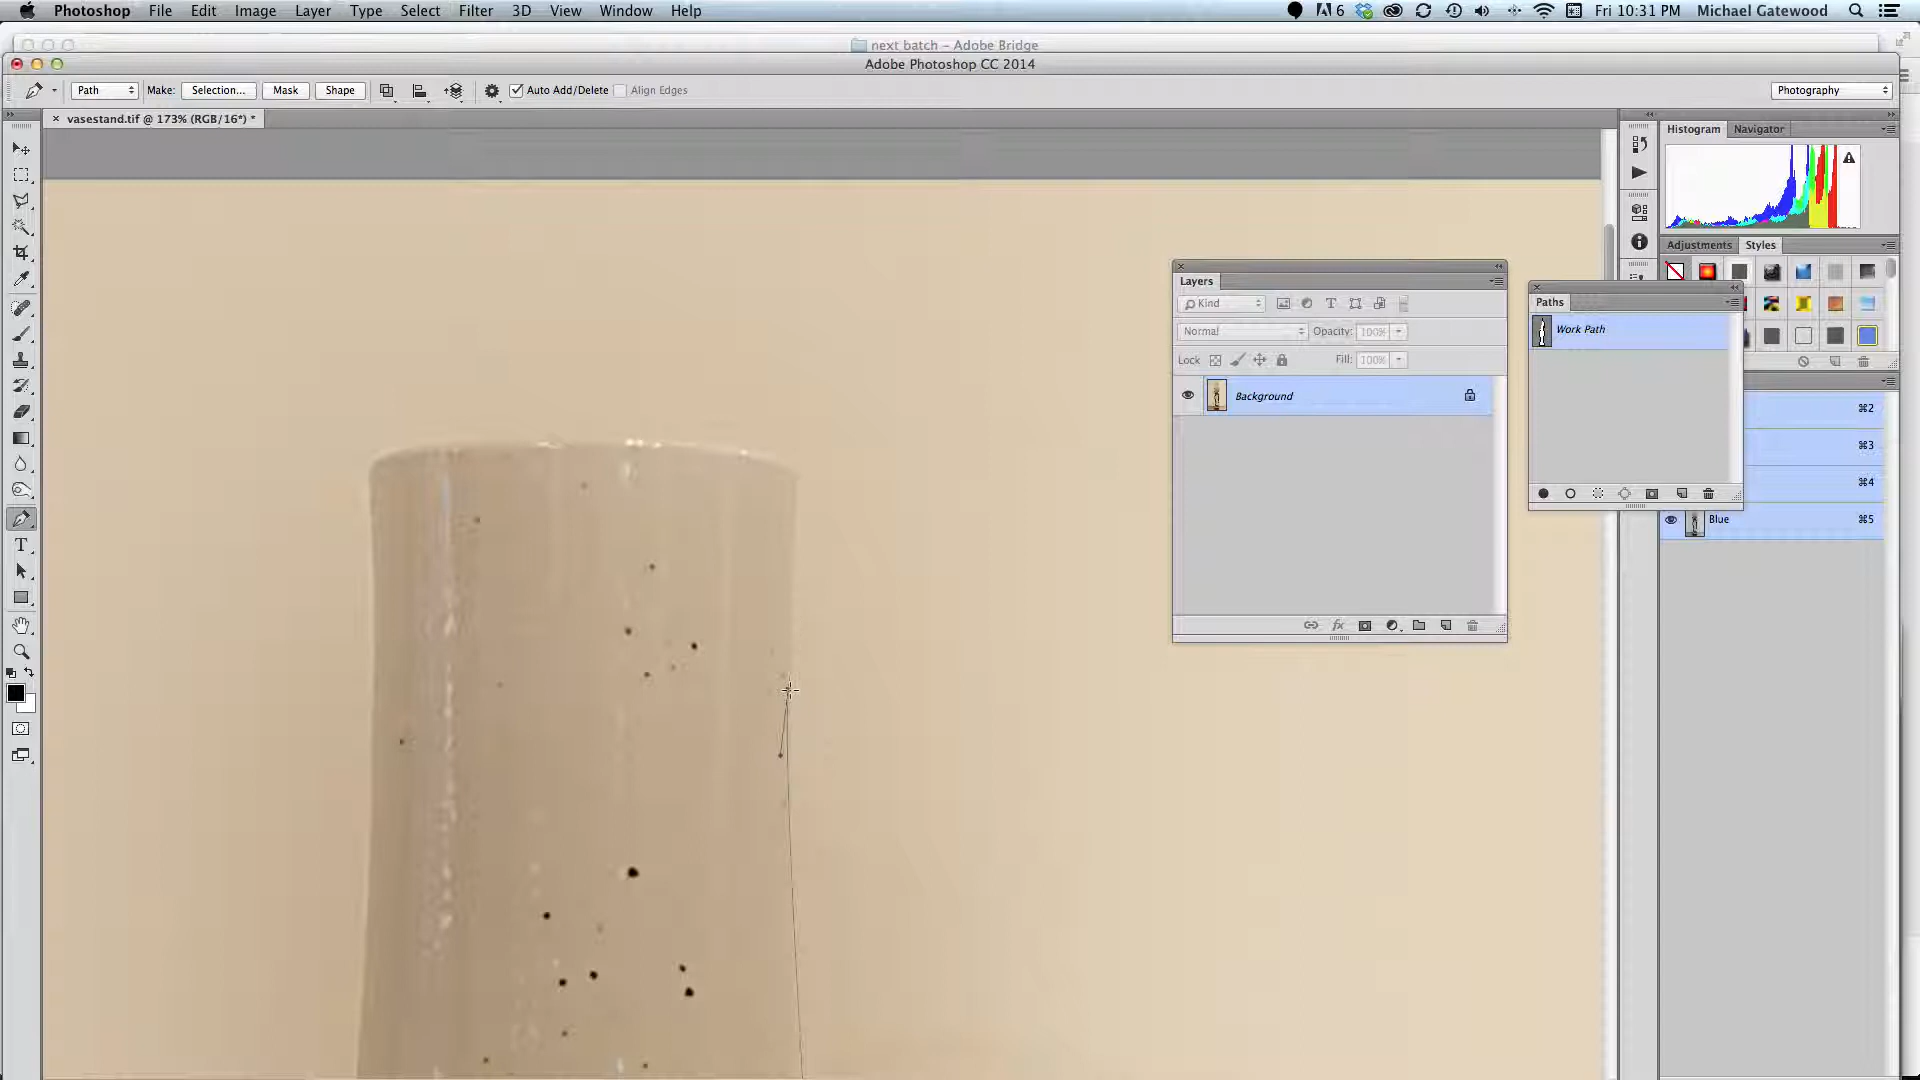 Photoshop File Edit Image Layer Type Select Filter 3D View Window Help 6 Fri 10:31 PM Michael Gatewood
next batch – Adobe Bridge
Adobe Photoshop CC 2014
Path Make: Selection... Mask Shape Auto Add/Delete Align Edges Photography
× vasestand.tif @ 173% (RGB/16*) *
Histogram Navigator
Adjustments Styles
Layers
Kind
Normal Opacity: 100%
Lock Fill: 100%
Background
Paths
Work Path
⌘2
⌘3
⌘4
Blue ⌘5